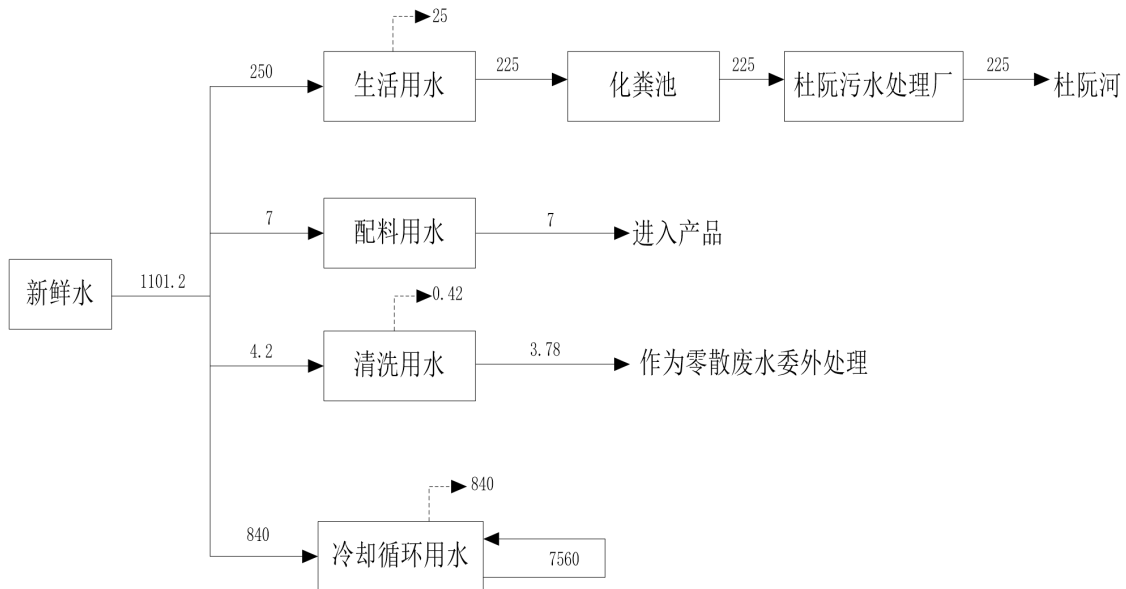 25
250
生活用水
225
化粪池
225
杜阮污水处理厂
225
杜阮河
7
配料用水
7
进入产品
新鲜水
1101.2
0.42
4.2
清洗用水
3.78
作为零散废水委外处理
840
840
冷却循环用水
7560